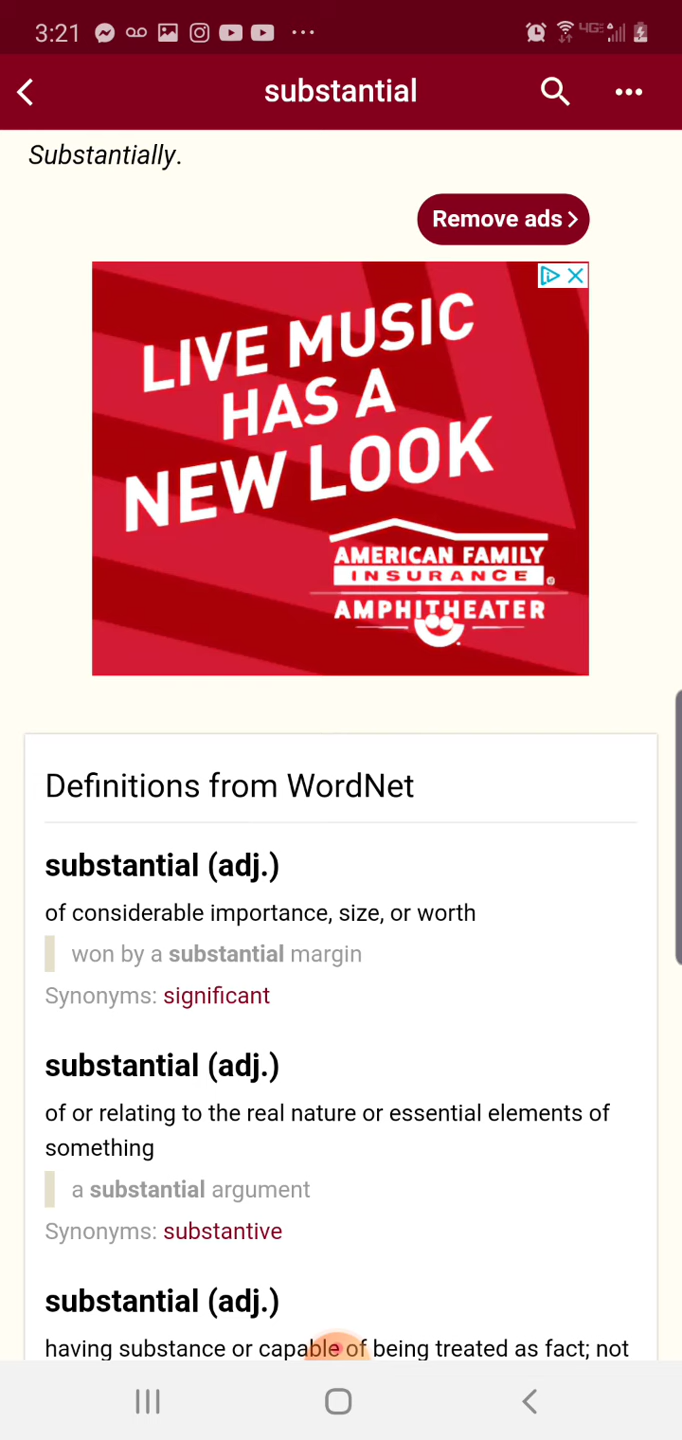 3:21
4GE
substantial
Substantially.
Remove ads
LIVE MUSIC
HAS A
NEW LOOK
AMERICAN FAMILY
INSURANCE ®
AMPHITHEATER
Definitions from WordNet
substantial (adj.)
of considerable importance, size, or worth
won by a substantial margin
Synonyms: significant
substantial (adj.)
of or relating to the real nature or essential elements of
something
a substantial argument
Synonyms: substantive
substantial (adj.)
having substance or capable of being treated as fact; not